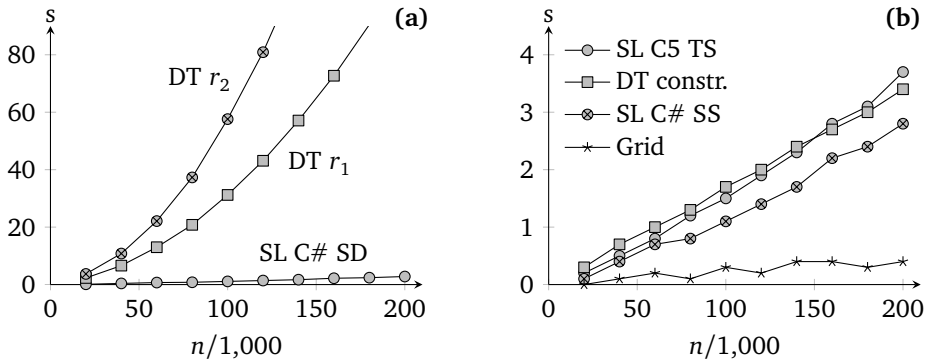 s
(a)
80
60
40
20
0
DT r₂
DT r₁
SL C# SD
0 50 100 150 200
n/1,000
s
(b)
4
3
2
1
0
SL C5 TS
DT constr.
SL C# SS
Grid
0 50 100 150 200
n/1,000